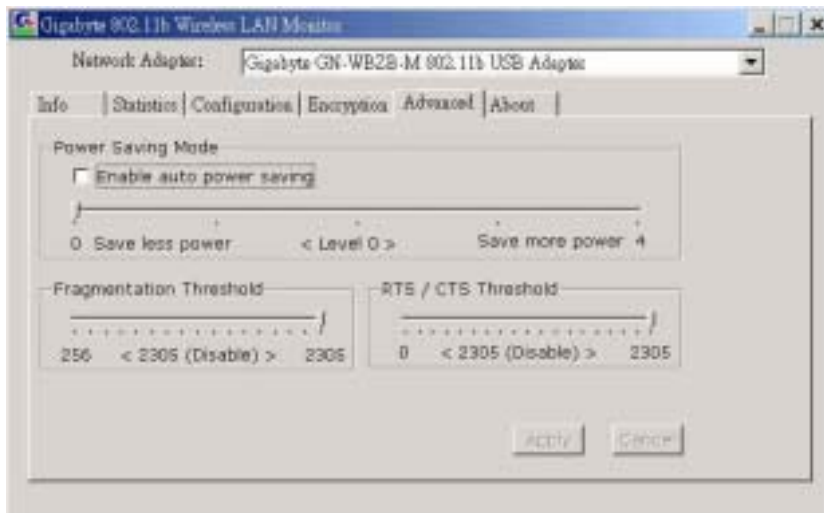 Gigabyte 802.11b Wireless LAN Monitor
Network Adapter: Gigabyte GN-WBZB-M 802.11b USB Adapter
Info Statistics Configuration Encryption Advanced About
Power Saving Mode
Enable auto power saving
0 Save less power < Level 0 > Save more power 4
Fragmentation Threshold RTS / CTS Threshold
256 < 2305 (Disable) > 2305 0 < 2305 (Disable) > 2305
Apply Cancel